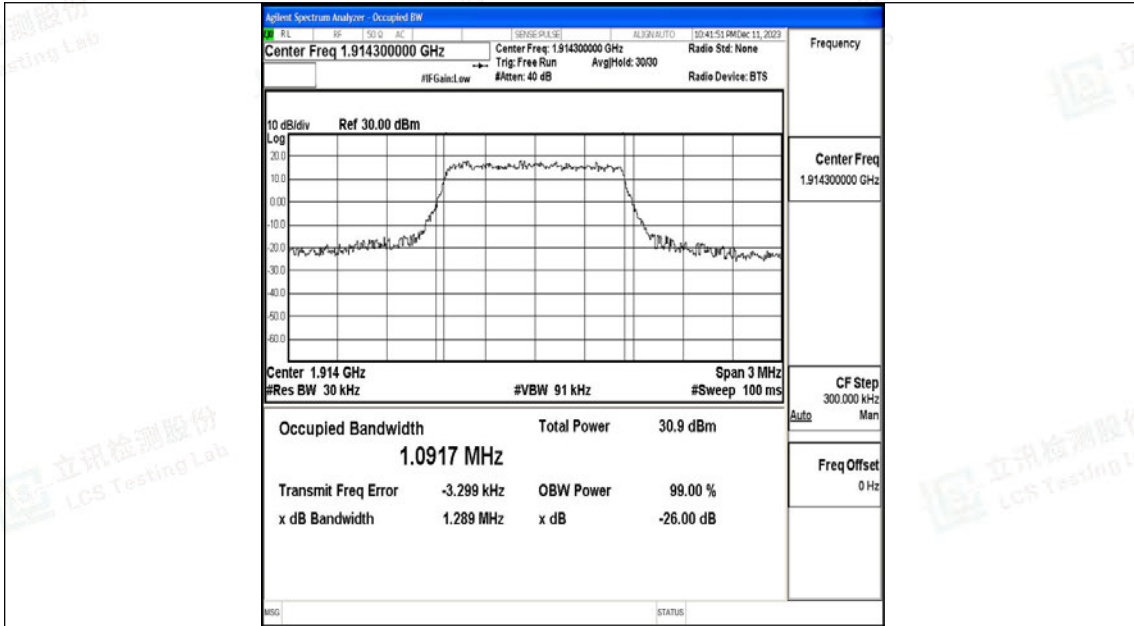 Agilent Spectrum Analyzer - Occupied BW
RL RF 50 Ω AC SENSE:PULSE ALIGNAUTO 10:41:51 PM Dec 11, 2023
Center Freq 1.914300000 GHz
Center Freq: 1.914300000 GHz Radio Std: None
Trig: Free Run Avg|Hold: 30/30
#IFGain:Low #Atten: 40 dB Radio Device: BTS
10 dB/div Ref 30.00 dBm
Log
20.0
10.0
0.00
-10.0
-20.0
-30.0
-40.0
-50.0
-60.0
Center 1.914 GHz Span 3 MHz
#Res BW 30 kHz #VBW 91 kHz #Sweep 100 ms
Occupied Bandwidth Total Power 30.9 dBm
1.0917 MHz
Transmit Freq Error -3.299 kHz OBW Power 99.00 %
x dB Bandwidth 1.289 MHz x dB -26.00 dB
MSG STATUS
Frequency
Center Freq
1.914300000 GHz
CF Step
300.000 kHz
Auto Man
Freq Offset
0 Hz
立讯检测股份
LCS Testing Lab
立讯检测股份
LCS Testing L